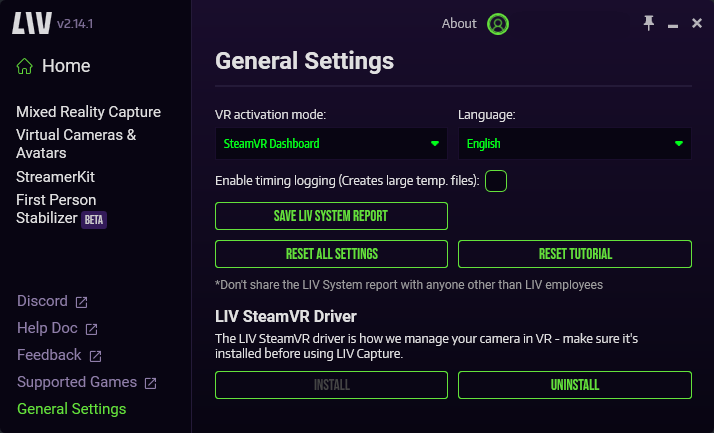 LIV v2.14.1
About
Home
General Settings
Mixed Reality Capture
Virtual Cameras &
Avatars
StreamerKit
First Person
Stabilizer BETA
Discord
Help Doc
Feedback
Supported Games
General Settings
VR activation mode:
Language:
SteamVR Dashboard
English
Enable timing logging (Creates large temp. files):
SAVE LIV SYSTEM REPORT
RESET ALL SETTINGS
RESET TUTORIAL
*Don't share the LIV System report with anyone other than LIV employees
LIV SteamVR Driver
The LIV SteamVR driver is how we manage your camera in VR - make sure it's
installed before using LIV Capture.
INSTALL
UNINSTALL